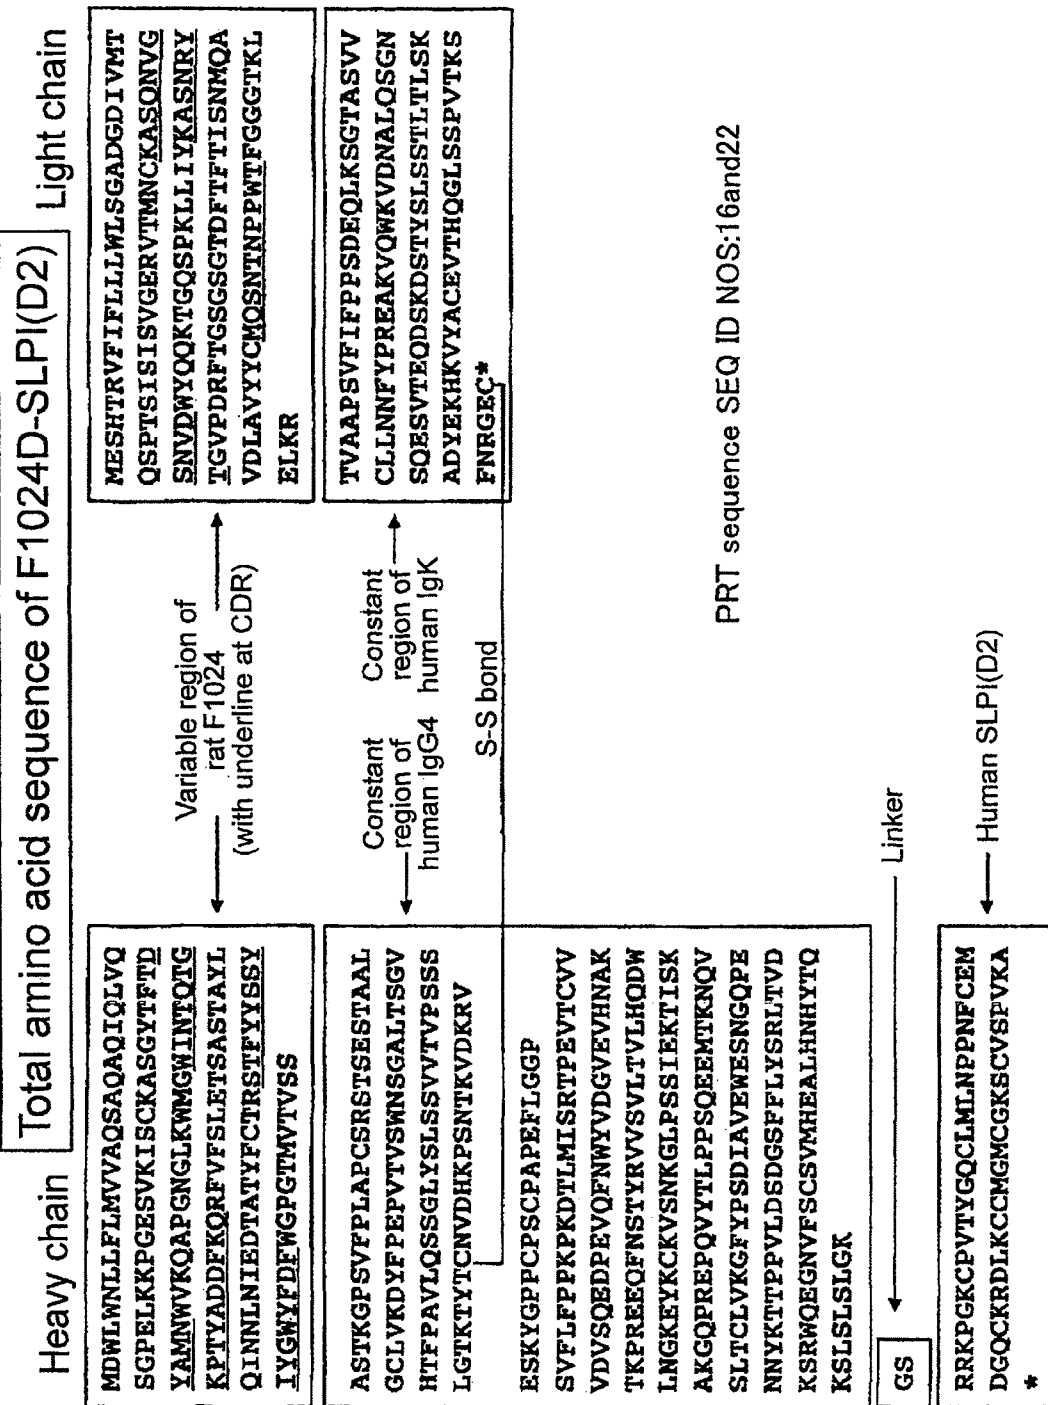 Total amino acid sequence of F1024D-SLPI(D2)
Heavy chain
Light chain
MDWLWNLLFLMVVAQSAQAQIQLVQ
SGPELKKPGESVKISCKASGYTFTD
YAMNWVKQAPGNGLKWMGWINTQTG
KPTYADDFKQRFVFSLETSASTAYL
QINNLNIEDTATYFCTRSTFYYSSY
IYGWYFDFWGPGTMVTVSS
Variable region of
rat F1024
(with underline at CDR)
MESHTRVFIFLLLWLSGADGDIVMT
QSPTSISISVGERVTMNCKASQNVG
SNVDWYQQKTGQSPKLLIYKASNRY
TGVPDRFTGSGSGTDFTFTISNMQA
VDLAVYYCMQSNTNPPWTFGGGTKL
ELKR
ASTKGPSVFPLAPCSRSTSESTAAL
GCLVKDYFPEPVTVSWNSGALTSGV
HTFPAVLQSSGLYSLSSVVTVPSSS
LGTKTYTCNVDHKPSNTKVDKRV
Constant
region of
human IgG4
Constant
region of
human IgK
TVAAPSVFIFPPSDEQLKSGTASVV
CLLNNFYPREAKVQWKVDNALQSGN
SQESVTEQDSKDSTYSLSSTLTLSK
ADYEKHKVYACEVTHQGLSSPVTKS
FNRGEC*
S-S bond
ESKYGPPCPSCPAPEFLGGP
SVFLFPPKPKDTLMISRTPEVTCVV
VDVSQEDPEVQFNWYVDGVEVHNAK
TKPREEQFNSTYRVVSVLTVLHQDW
LNGKEYKCKVSNKGLPSSIEKTISK
AKGQPREPQVYTLPPSQEEMTKNQV
SLTCLVKGFYPSDIAVEWESNGQPE
NNYKTTPPVLDSDGSFFLYSRLTVD
KSRWQEGNVFSCSVMHEALHNHYTQ
KSLSLSLGK
PRT sequence SEQ ID NOS:16and22
GS
Linker
RRKPGKCPVTYGQCLMLNPPNFCEM
DGQCKRDLKCCMGMCGKSCVSPVKA
*
Human SLPI(D2)